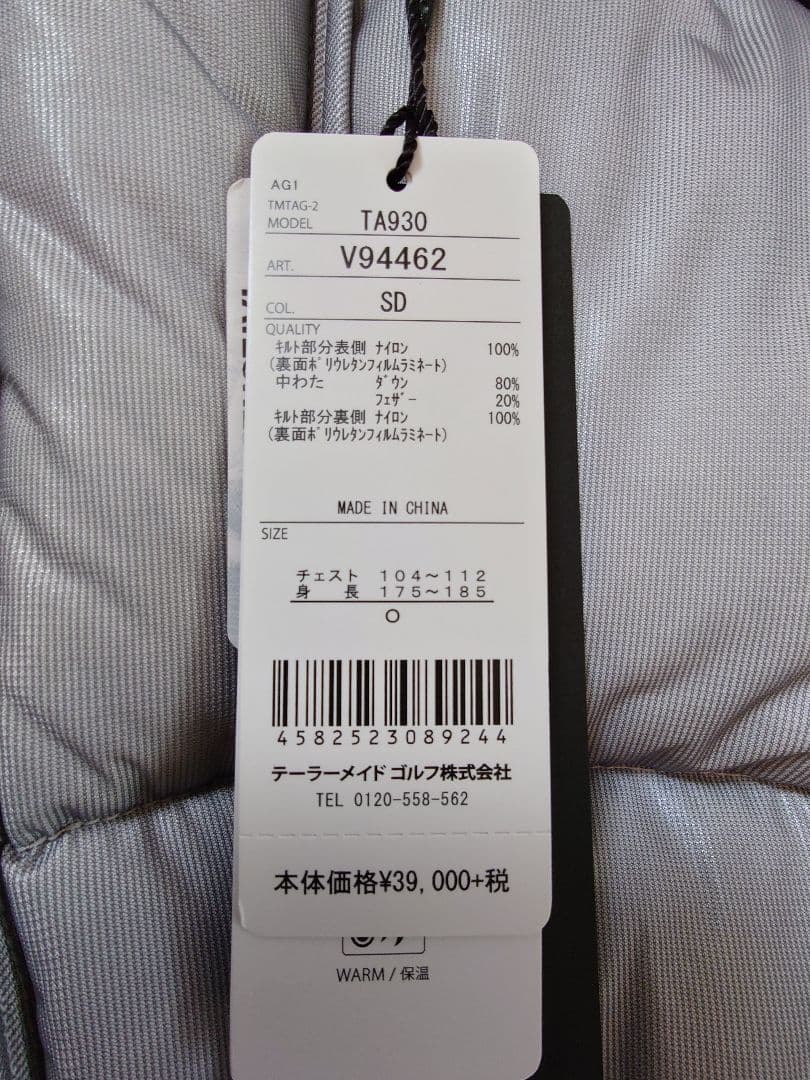 AG1
TMTAG-2
MODEL TA930
ART. V94462
COL. SD
QUALITY
ｷﾙﾄ部分表側 ﾅｲﾛﾝ 100%
(裏面ﾎﾟﾘｳﾚﾀﾝﾌｨﾙﾑﾗﾐﾈｰﾄ)
中わた ﾀﾞｳﾝ 80%
ﾌｪｻﾞｰ 20%
ｷﾙﾄ部分裏側 ﾅｲﾛﾝ 100%
(裏面ﾎﾟﾘｳﾚﾀﾝﾌｨﾙﾑﾗﾐﾈｰﾄ)
MADE IN CHINA
SIZE
チェスト １０４～１１２
身 長 １７５～１８５
O
4582523089244
テーラーメイド ゴルフ株式会社
TEL 0120-558-562
本体価格¥39,000+税
WARM / 保温